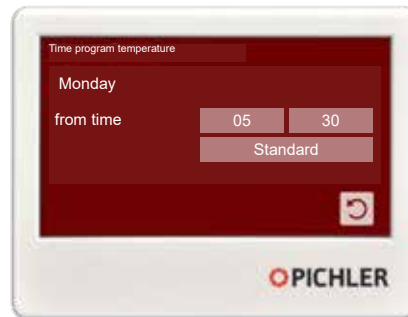 Time program temperature
Monday
from time 05 30
Standard
PICHLER